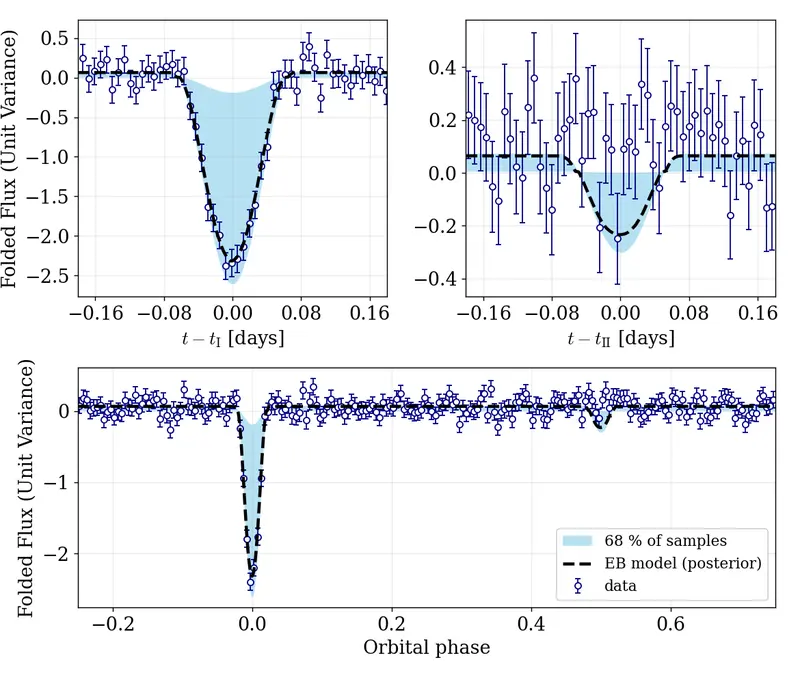 Folded Flux (Unit Variance)
0.5
0.0
−0.5
−1.0
−1.5
−2.0
−2.5
−0.16 −0.08 0.00 0.08 0.16
t − t_I [days]
0.4
0.2
0.0
−0.2
−0.4
−0.16 −0.08 0.00 0.08 0.16
t − t_II [days]
Folded Flux (Unit Variance)
0
−1
−2
68 % of samples
EB model (posterior)
data
−0.2 0.0 0.2 0.4 0.6
Orbital phase